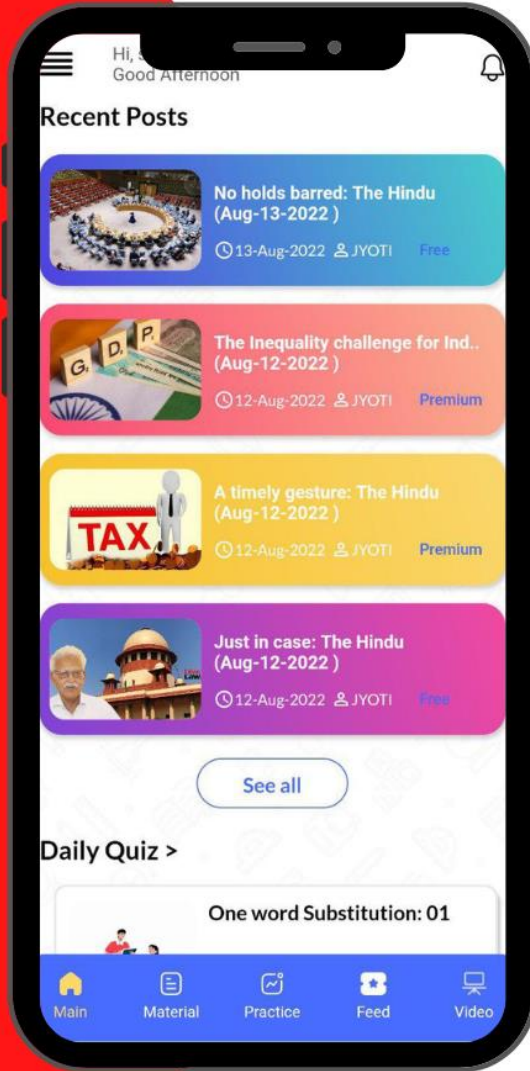 Hi,
Good Afternoon
Recent Posts
No holds barred: The Hindu
(Aug-13-2022 )
13-Aug-2022 JYOTI Free
G D P
The Inequality challenge for Ind..
(Aug-12-2022 )
12-Aug-2022 JYOTI Premium
TAX
A timely gesture: The Hindu
(Aug-12-2022 )
12-Aug-2022 JYOTI Premium
Just in case: The Hindu
(Aug-12-2022 )
12-Aug-2022 JYOTI Free
See all
Daily Quiz >
One word Substitution: 01
Main Material Practice Feed Video